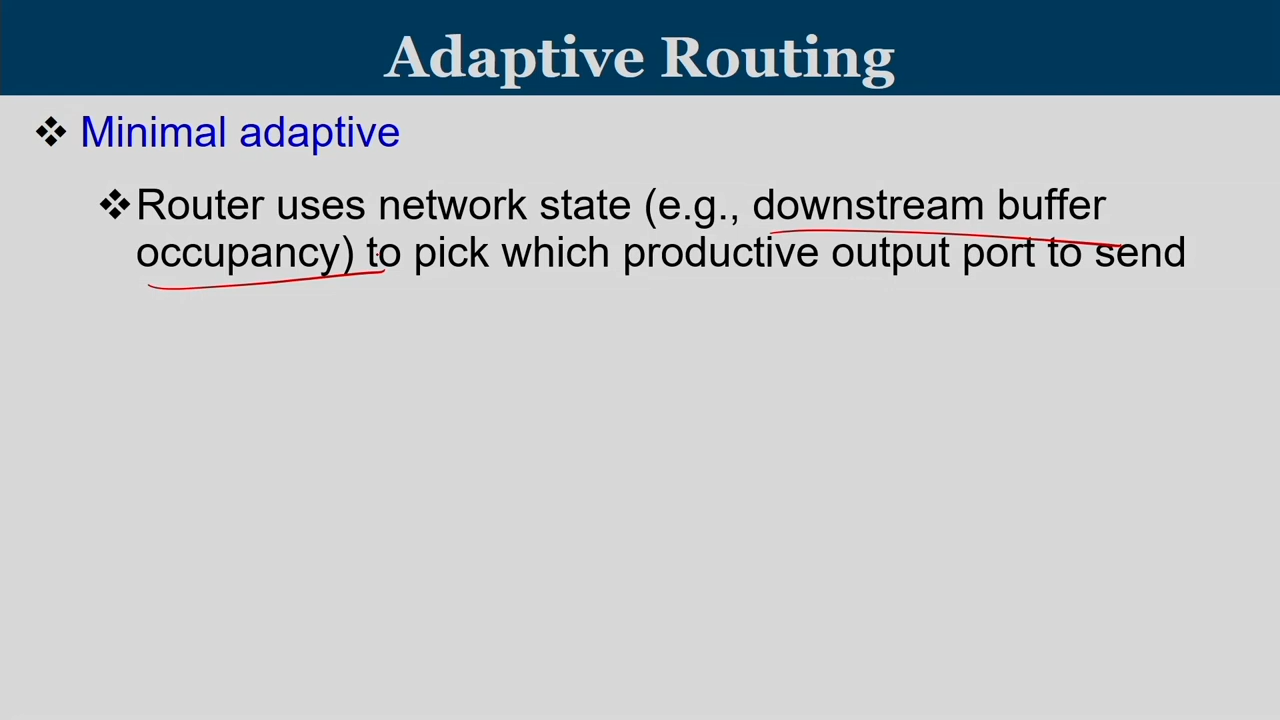 Adaptive Routing
❖ Minimal adaptive
❖Router uses network state (e.g., downstream buffer
occupancy) to pick which productive output port to send